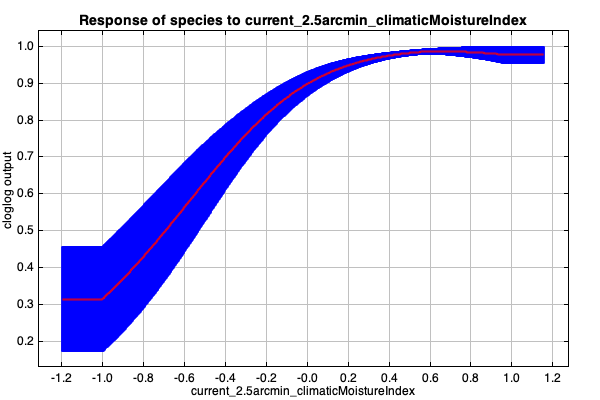 Response of species to current_2.5arcmin_climaticMoistureIndex
1.0
0.9
0.8
0.7
0.6
0.5
0.4
0.3
0.2
cloglog output
-1.2 -1.0 -0.8 -0.6 -0.4 -0.2 -0.0 0.2 0.4 0.6 0.8 1.0 1.2
current_2.5arcmin_climaticMoistureIndex